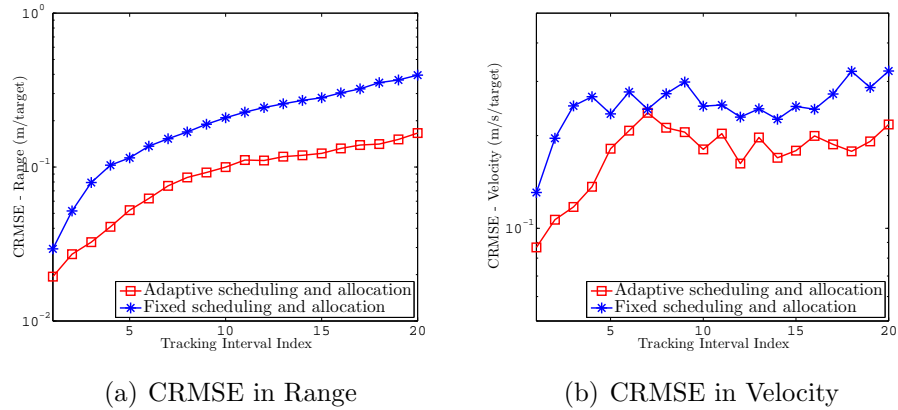 10^0
10^-1
10^-2
CRMSE - Range (m/target)
Adaptive scheduling and allocation
Fixed scheduling and allocation
5 10 15 20
Tracking Interval Index
(a) CRMSE in Range
10^-1
CRMSE - Velocity (m/s/target)
Adaptive scheduling and allocation
Fixed scheduling and allocation
5 10 15 20
Tracking Interval Index
(b) CRMSE in Velocity